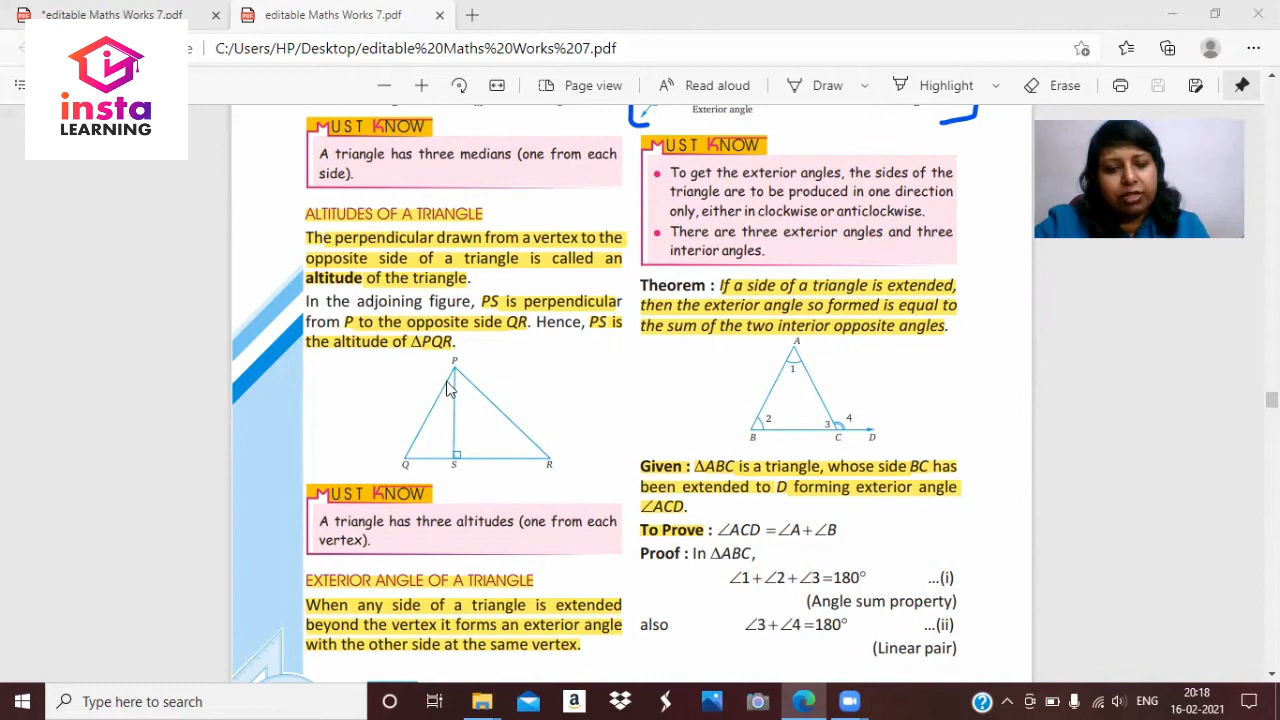 *editable Maths Works 7.pdf
editable Maths Works 7.pdf
C:/Users/HP/Desktop/editable%20Maths%20Works%207.pdf
insta
LEARNING
Page view
Read aloud
Draw
Highlight
Erase
MUST KNOW
A triangle has three medians (one from each
side).
ALTITUDES OF A TRIANGLE
The perpendicular drawn from a vertex to the
opposite side of a triangle is called an
altitude of the triangle.
In the adjoining figure, PS is perpendicular
from P to the opposite side QR. Hence, PS is
the altitude of ΔPQR.
P
Q S R
MUST KNOW
A triangle has three altitudes (one from each
vertex).
EXTERIOR ANGLE OF A TRIANGLE
When any side of a triangle is extended
beyond the vertex it forms an exterior angle
with the other side at the same vertex.
Exterior angle
MUST KNOW
• To get the exterior angles, the sides of the
triangle are to be produced in one direction
only, either in clockwise or anticlockwise.
• There are three exterior angles and three
interior angles.
Theorem : If a side of a triangle is extended,
then the exterior angle so formed is equal to
the sum of the two interior opposite angles.
A
1
2 3 4
B C D
Given : ΔABC is a triangle, whose side BC has
been extended to D forming exterior angle
∠ACD.
To Prove : ∠ACD = ∠A + ∠B
Proof : In ΔABC,
∠1 + ∠2 + ∠3 = 180° ...(i)
(Angle sum property)
also ∠3 + ∠4 = 180° ...(ii)
(Linear pair)
Type here to search
ENG
20:18
16-02-2021